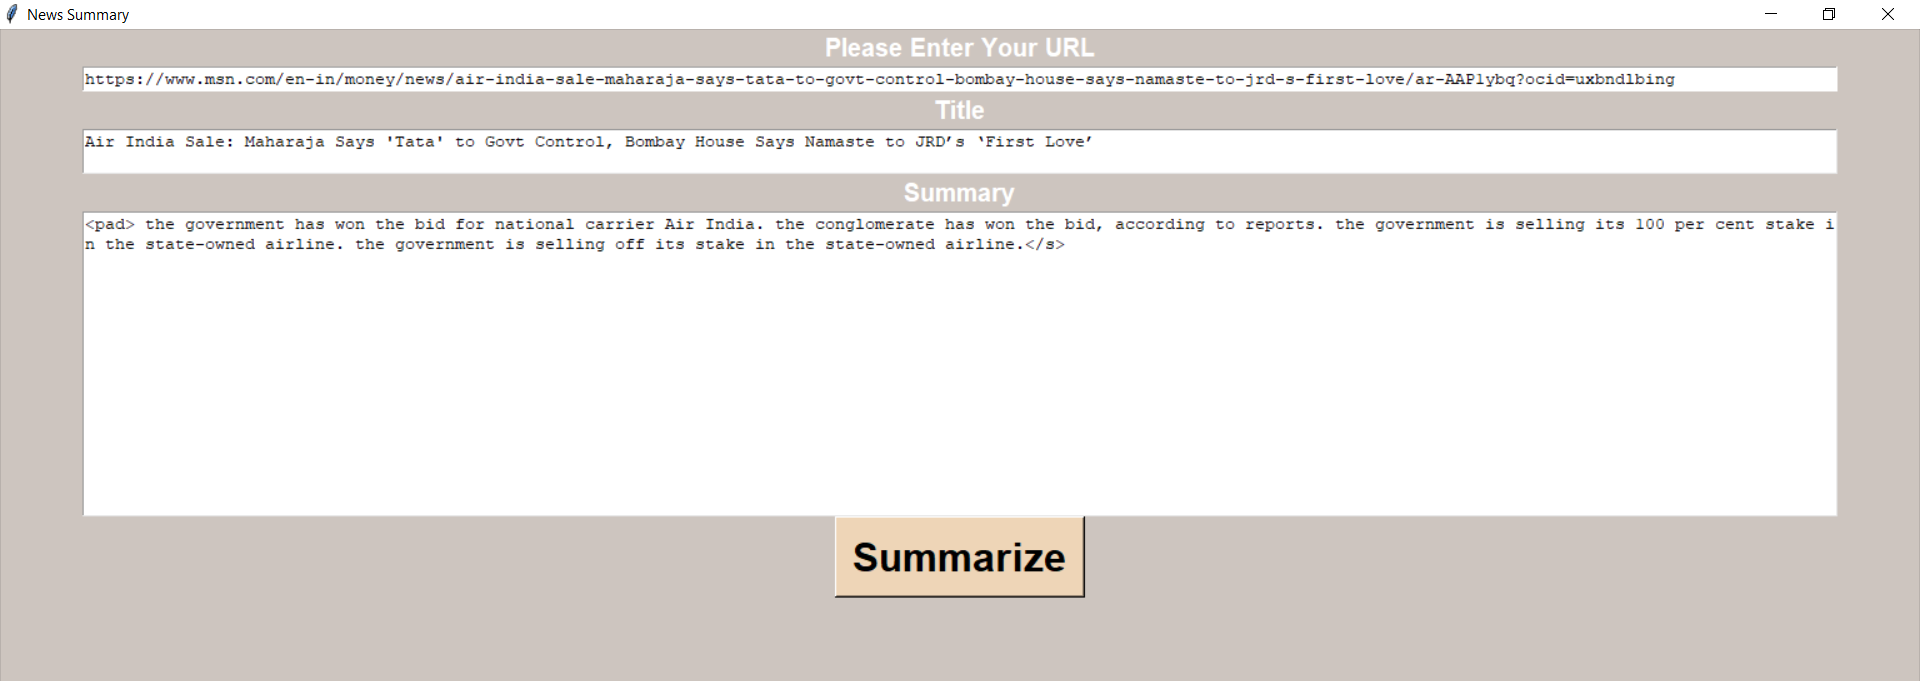 News Summary
Please Enter Your URL
https://www.msn.com/en-in/money/news/air-india-sale-maharaja-says-tata-to-govt-control-bombay-house-says-namaste-to-jrd-s-first-love/ar-AAP1ybq?ocid=uxbndlbing
Title
Air India Sale: Maharaja Says 'Tata' to Govt Control, Bombay House Says Namaste to JRD’s ‘First Love’
Summary
<pad> the government has won the bid for national carrier Air India. the conglomerate has won the bid, according to reports. the government is selling its 100 per cent stake i
n the state-owned airline. the government is selling off its stake in the state-owned airline.</s>
Summarize